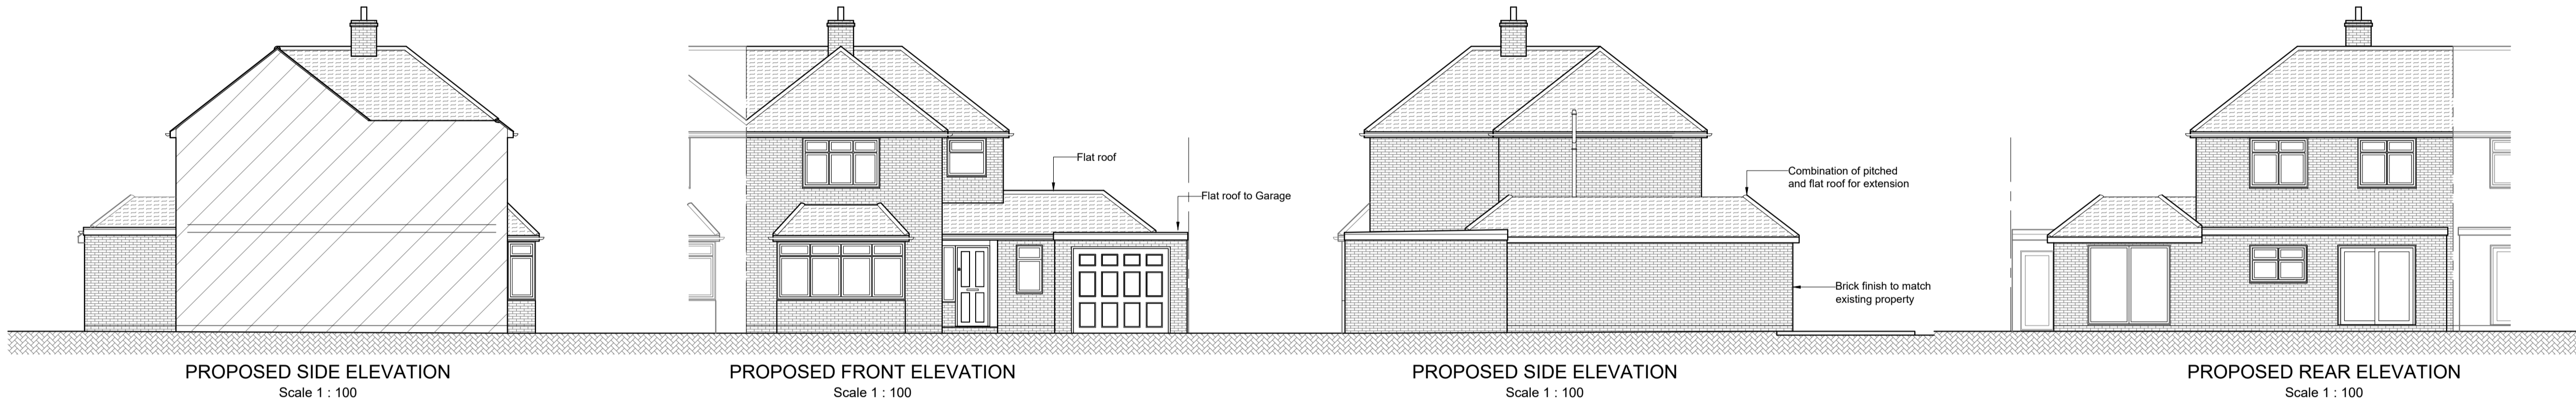 Flat roof
Flat roof to Garage
Combination of pitched
and flat roof for extension
Brick finish to match
existing property
PROPOSED SIDE ELEVATION
Scale 1 : 100
PROPOSED FRONT ELEVATION
Scale 1 : 100
PROPOSED SIDE ELEVATION
Scale 1 : 100
PROPOSED REAR ELEVATION
Scale 1 : 100